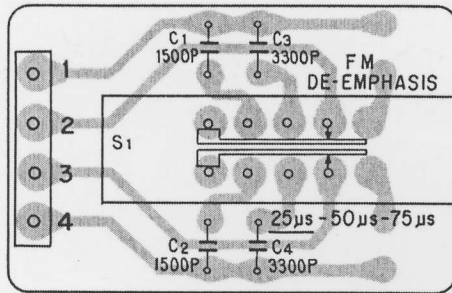 C1
1500P
C3
3300P
FM
DE-EMPHASIS
1
2
3
4
S1
25µs-50µs-75µs
C2
1500P
C4
3300P